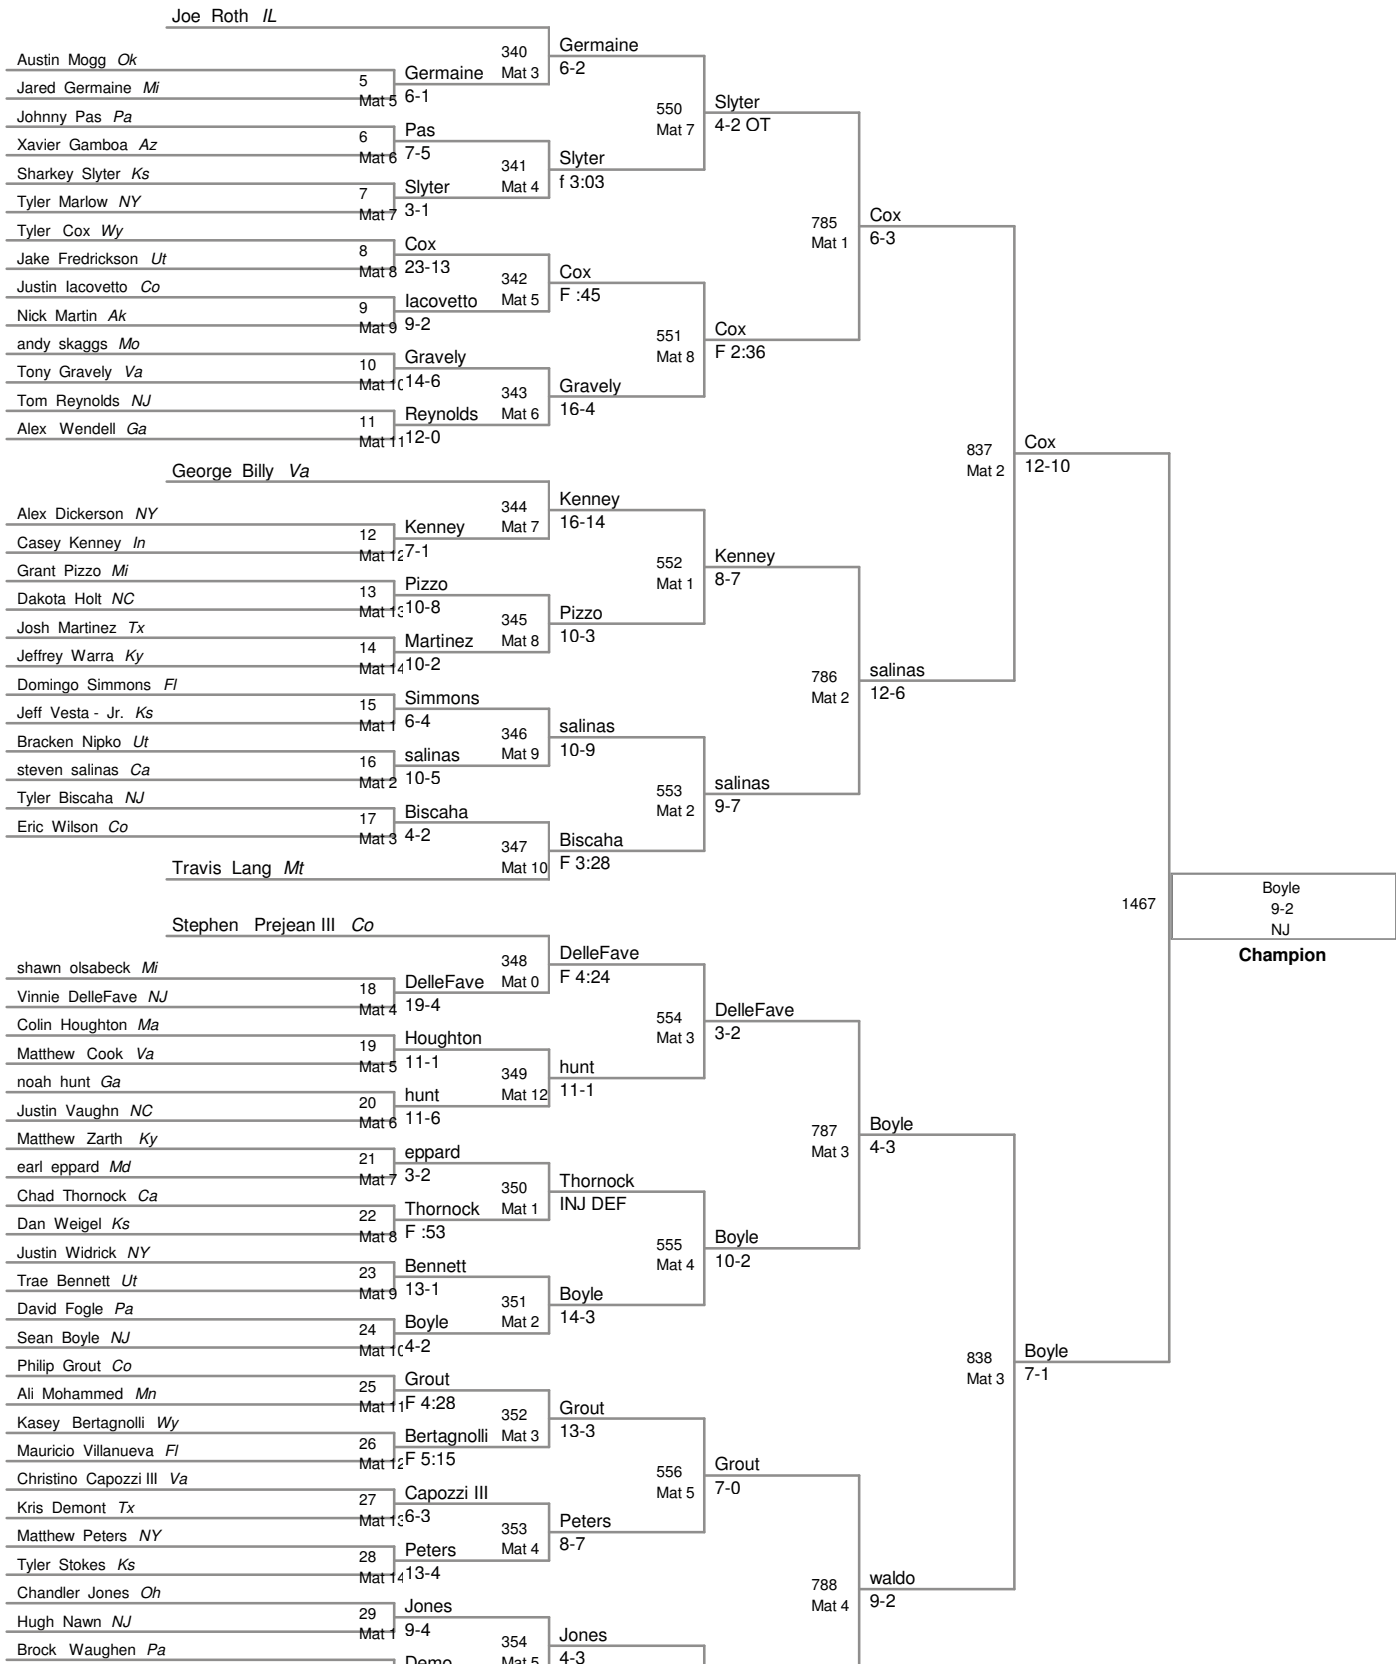 Joe Roth IL
340
Germaine
Mat 3
6-2
Austin Mogg Ok
5
Germaine
Jared Germaine Mi
Mat 5
6-1
550
Slyter
Mat 7
4-2 OT
Johnny Pas Pa
6
Pas
Xavier Gamboa Az
Mat 6
7-5
341
Slyter
Mat 4
f 3:03
Sharkey Slyter Ks
7
Slyter
Tyler Marlow NY
Mat 7
3-1
785
Cox
Mat 1
6-3
Tyler Cox Wy
8
Cox
Jake Fredrickson Ut
Mat 8
23-13
342
Cox
Mat 5
F :45
Justin Iacovetto Co
9
Iacovetto
Nick Martin Ak
Mat 9
9-2
551
Cox
Mat 8
F 2:36
andy skaggs Mo
10
Gravely
Tony Gravely Va
Mat 10
14-6
343
Gravely
Mat 6
16-4
Tom Reynolds NJ
11
Reynolds
Alex Wendell Ga
Mat 11
12-0
837
Cox
Mat 2
12-10
George Billy Va
344
Kenney
Mat 7
16-14
Alex Dickerson NY
12
Kenney
Casey Kenney In
Mat 12
7-1
552
Kenney
Mat 1
8-7
Grant Pizzo Mi
13
Pizzo
Dakota Holt NC
Mat 13
10-8
345
Pizzo
Mat 8
10-3
Josh Martinez Tx
14
Martinez
Jeffrey Warra Ky
Mat 14
10-2
786
salinas
Mat 2
12-6
Domingo Simmons Fl
15
Simmons
Jeff Vesta - Jr. Ks
Mat 1
6-4
346
salinas
Mat 9
10-9
Bracken Nipko Ut
16
salinas
steven salinas Ca
Mat 2
10-5
553
salinas
Mat 2
9-7
Tyler Biscaha NJ
17
Biscaha
Eric Wilson Co
Mat 3
4-2
347
Biscaha
Mat 10
F 3:28
Travis Lang Mt
1467
Boyle
9-2
NJ
Champion
Stephen Prejean III Co
348
DelleFave
Mat 0
F 4:24
shawn olsabeck Mi
18
DelleFave
Vinnie DelleFave NJ
Mat 4
19-4
554
DelleFave
Mat 3
3-2
Colin Houghton Ma
19
Houghton
Matthew Cook Va
Mat 5
11-1
349
hunt
Mat 12
11-1
noah hunt Ga
20
hunt
Justin Vaughn NC
Mat 6
11-6
787
Boyle
Mat 3
4-3
Matthew Zarth Ky
21
eppard
earl eppard Md
Mat 7
3-2
350
Thornock
Mat 1
INJ DEF
Chad Thornock Ca
22
Thornock
Dan Weigel Ks
Mat 8
F :53
555
Boyle
Mat 4
10-2
Justin Widrick NY
23
Bennett
Trae Bennett Ut
Mat 9
13-1
351
Boyle
Mat 2
14-3
David Fogle Pa
24
Boyle
Sean Boyle NJ
Mat 10
4-2
838
Boyle
Mat 3
7-1
Philip Grout Co
25
Grout
Ali Mohammed Mn
Mat 11
F 4:28
352
Grout
Mat 3
13-3
Kasey Bertagnolli Wy
26
Bertagnolli
Mauricio Villanueva Fl
Mat 12
F 5:15
556
Grout
Mat 5
7-0
Christino Capozzi III Va
27
Capozzi III
Kris Demont Tx
Mat 13
6-3
353
Peters
Mat 4
8-7
Matthew Peters NY
28
Peters
Tyler Stokes Ks
Mat 14
13-4
788
waldo
Mat 4
9-2
Chandler Jones Oh
29
Jones
Hugh Nawn NJ
Mat 1
9-4
354
Jones
Mat 5
4-3
Brock Waughen Pa
Demo